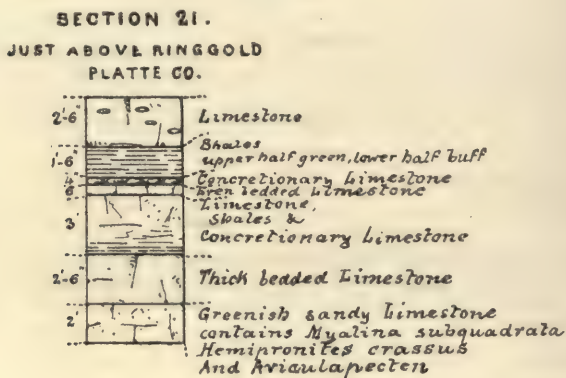 SECTION 21.
JUST ABOVE RINGGOLD
PLATTE CO.
2'-6" Limestone
Shales
1'-6" upper half green, lower half buff
4" Concretionary Limestone
6" Even bedded Limestone
Limestone,
3' Shales &
Concretionary Limestone
2'-6" Thick bedded Limestone
2' Greenish sandy Limestone
contains Myalina subquadrata
Hemipronites crassus
And Aviculapecten